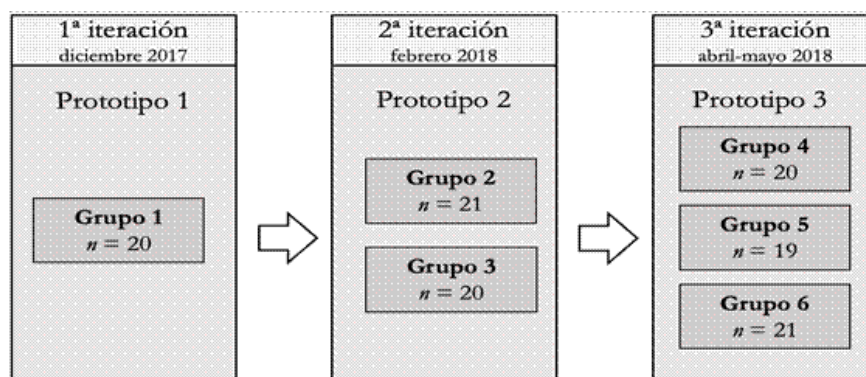 1ª iteración
diciembre 2017
Prototipo 1
Grupo 1
n = 20
2ª iteración
febrero 2018
Prototipo 2
Grupo 2
n = 21
Grupo 3
n = 20
3ª iteración
abril-mayo 2018
Prototipo 3
Grupo 4
n = 20
Grupo 5
n = 19
Grupo 6
n = 21